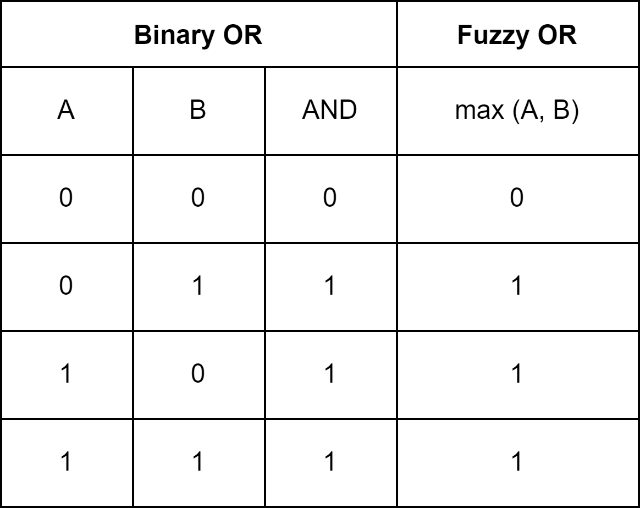 Binary OR Fuzzy OR
A B AND max (A, B)
0 0 0 0
0 1 1 1
1 0 1 1
1 1 1 1